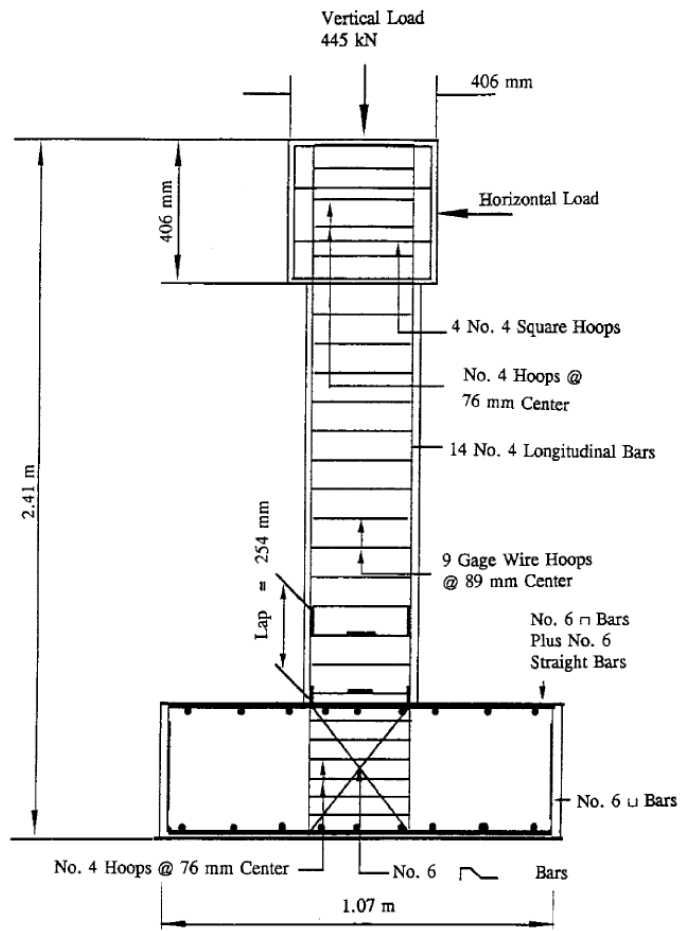 Vertical Load
445 kN
406 mm
406 mm
Horizontal Load
4 No. 4 Square Hoops
No. 4 Hoops @
76 mm Center
14 No. 4 Longitudinal Bars
2.41 m
Lap = 254 mm
9 Gage Wire Hoops
@ 89 mm Center
No. 6 ⊓ Bars
Plus No. 6
Straight Bars
No. 6 ⊔ Bars
No. 4 Hoops @ 76 mm Center
No. 6 Bars
1.07 m